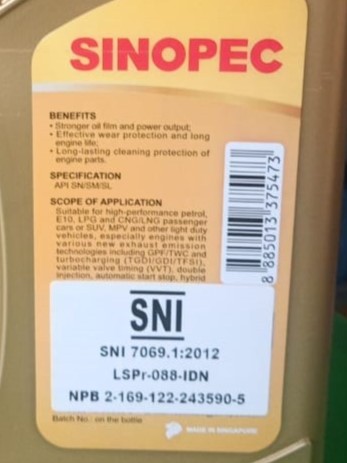 SINOPEC
BENEFITS
• Stronger oil film and power output;
• Effective wear protection and long
engine life;
• Long-lasting cleaning protection of
engine parts.
SPECIFICATION
API SN/SM/SL
SCOPE OF APPLICATION
Suitable for high-performance petrol,
E10, LPG and CNG/LNG passenger
cars or SUV, MPV and other light duty
vehicles, especially engines with
various new exhaust emission
technologies including GPF/TWC and
turbocharging (TGDI/GDI/TFSI),
variable valve timing (VVT), double
injection, automatic start stop, hybrid
8 885013 375473
SNI
SNI 7069.1:2012
LSPr-088-IDN
NPB 2-169-122-243590-5
Batch No.: on the bottle
MADE IN SINGAPORE